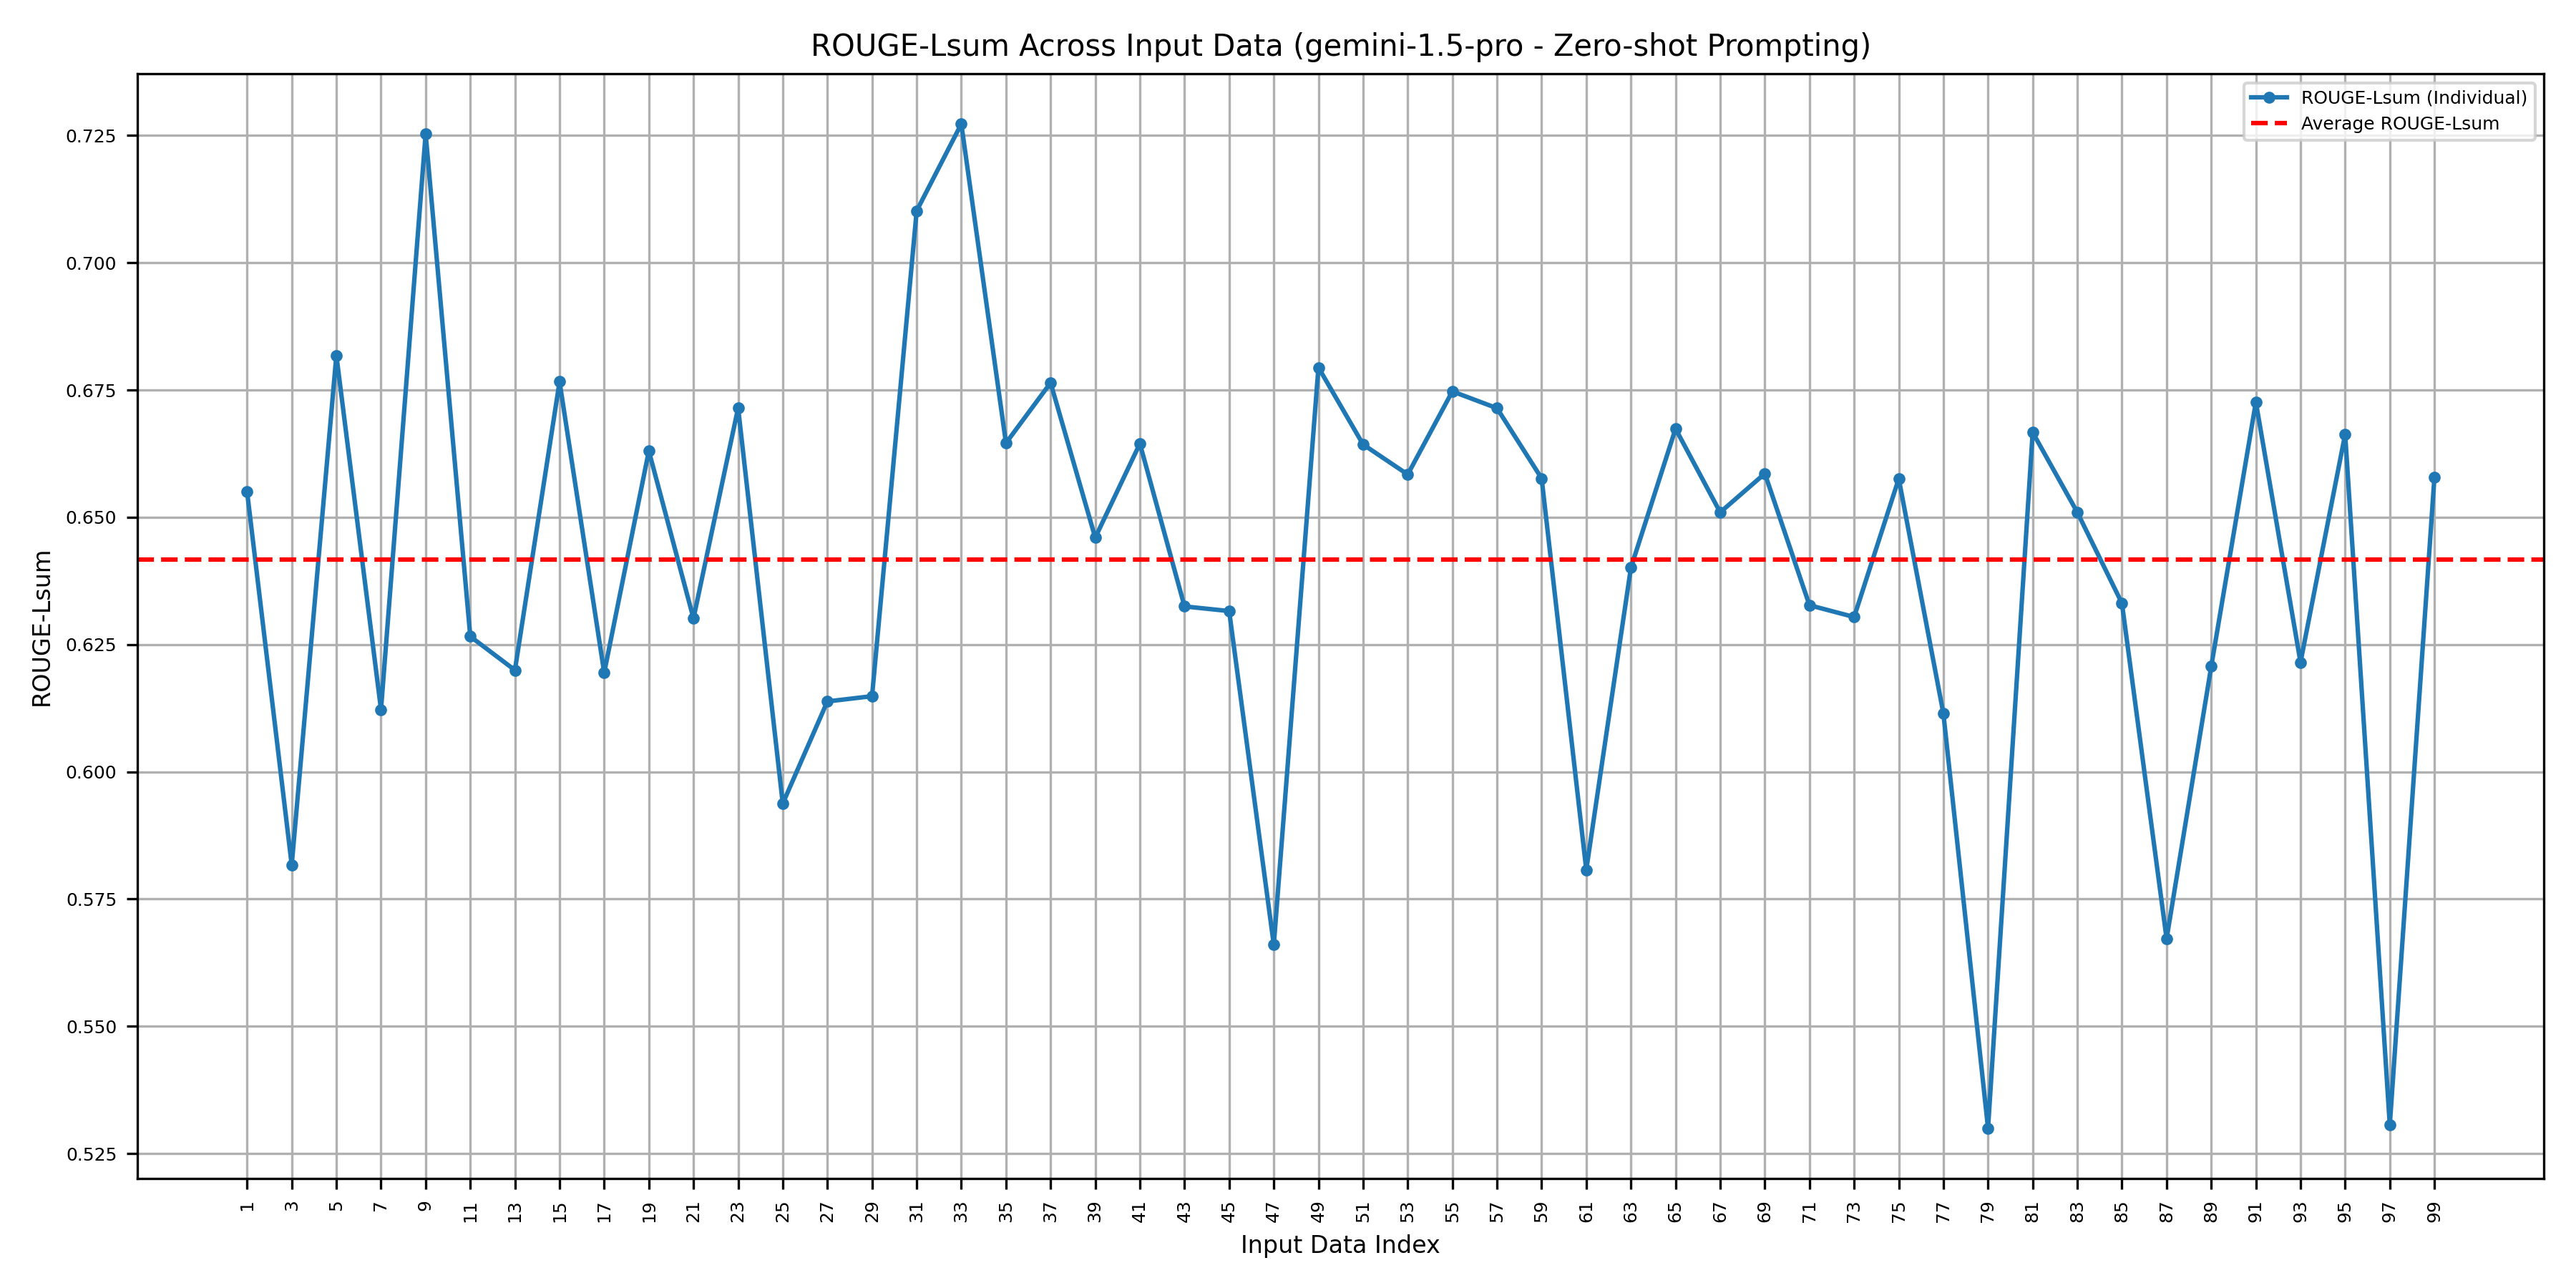 ROUGE-Lsum Across Input Data (gemini-1.5-pro - Zero-shot Prompting)
ROUGE-Lsum (Individual)
Average ROUGE-Lsum
ROUGE-Lsum
0.725
0.700
0.675
0.650
0.625
0.600
0.575
0.550
0.525
1 3 5 7 9 11 13 15 17 19 21 23 25 27 29 31 33 35 37 39 41 43 45 47 49 51 53 55 57 59 61 63 65 67 69 71 73 75 77 79 81 83 85 87 89 91 93 95 97 99
Input Data Index